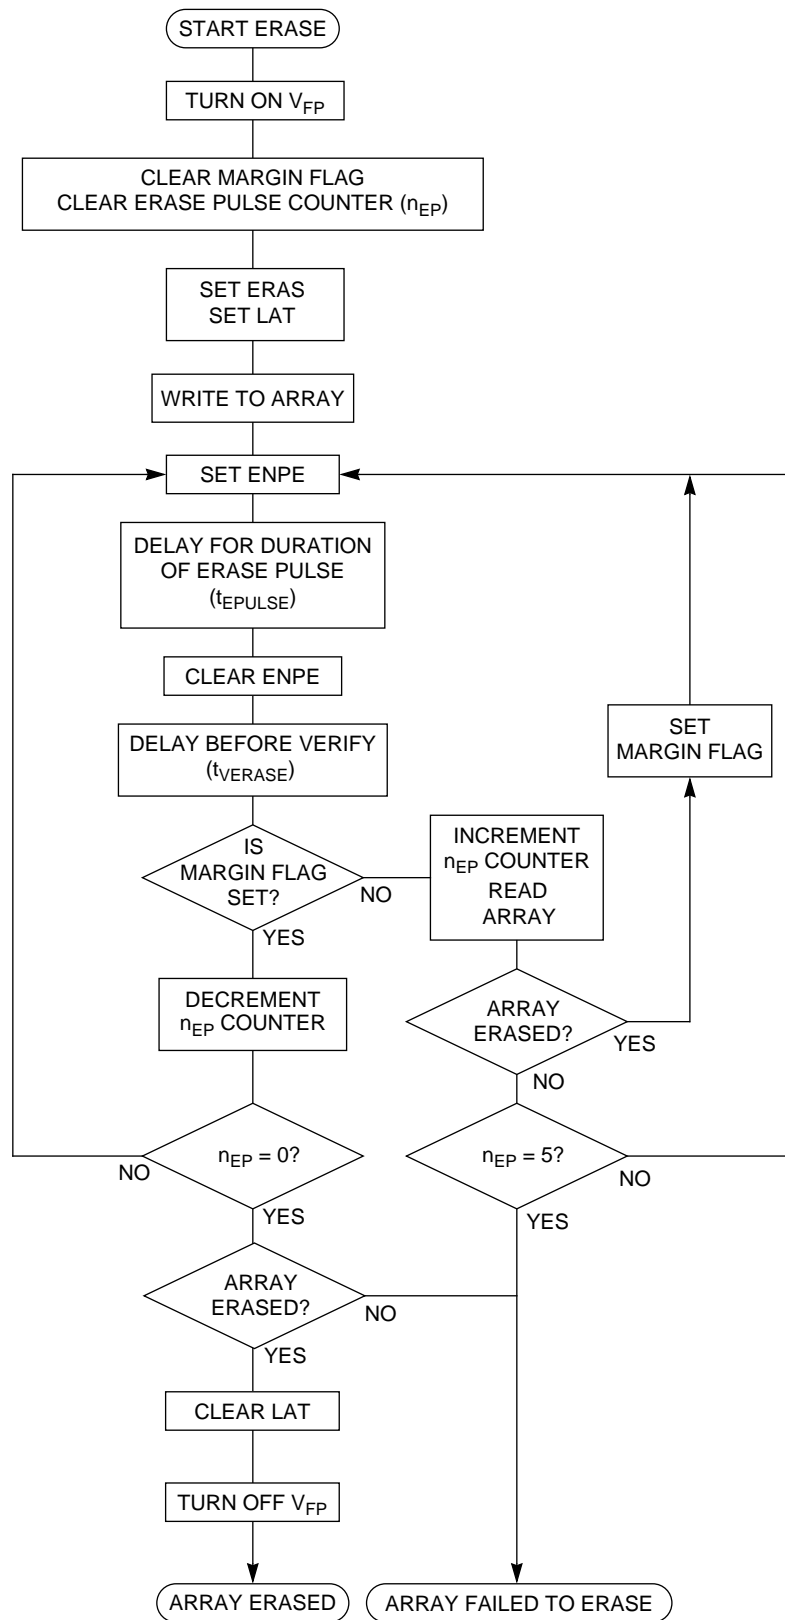 START ERASE
TURN ON VFP
CLEAR MARGIN FLAG
CLEAR ERASE PULSE COUNTER (nEP)
SET ERAS
SET LAT
WRITE TO ARRAY
SET ENPE
DELAY FOR DURATION
OF ERASE PULSE
(tEPULSE)
CLEAR ENPE
DELAY BEFORE VERIFY
(tVERASE)
SET
MARGIN FLAG
IS
MARGIN FLAG
SET?
NO
YES
INCREMENT
nEP COUNTER
READ
ARRAY
DECREMENT
nEP COUNTER
ARRAY
ERASED?
YES
NO
nEP = 0?
NO
YES
nEP = 5?
NO
YES
ARRAY
ERASED?
NO
YES
CLEAR LAT
TURN OFF VFP
ARRAY ERASED
ARRAY FAILED TO ERASE